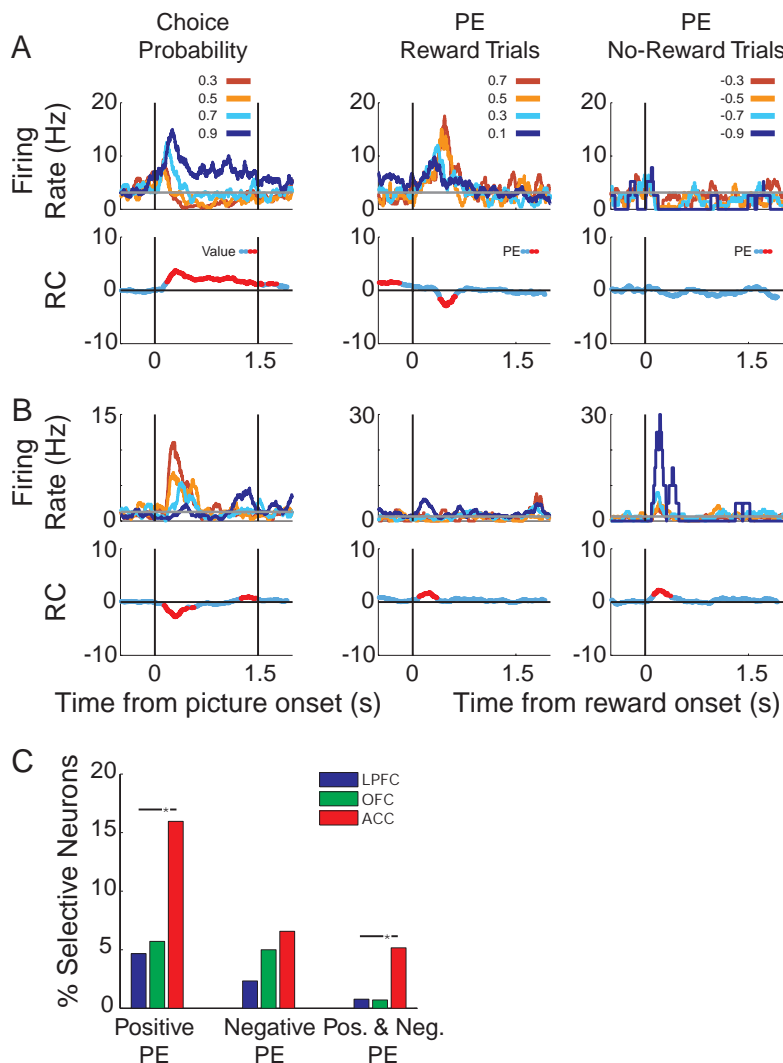 Choice
Probability
PE
Reward Trials
PE
No-Reward Trials
A
Firing
Rate (Hz)
20
10
0
0.3
0.5
0.7
0.9
20
10
0
0.7
0.5
0.3
0.1
20
10
0
-0.3
-0.5
-0.7
-0.9
RC
10
0
-10
Value
0
1.5
10
0
-10
PE
0
1.5
10
0
-10
PE
0
1.5
B
Firing
Rate (Hz)
15
0
30
0
30
0
RC
10
0
-10
0
1.5
10
0
-10
0
1.5
10
0
-10
0
1.5
Time from picture onset (s)
Time from reward onset (s)
C
% Selective Neurons
20
15
10
5
0
LPFC
OFC
ACC
*
*
Positive
PE
Negative
PE
Pos. & Neg.
PE